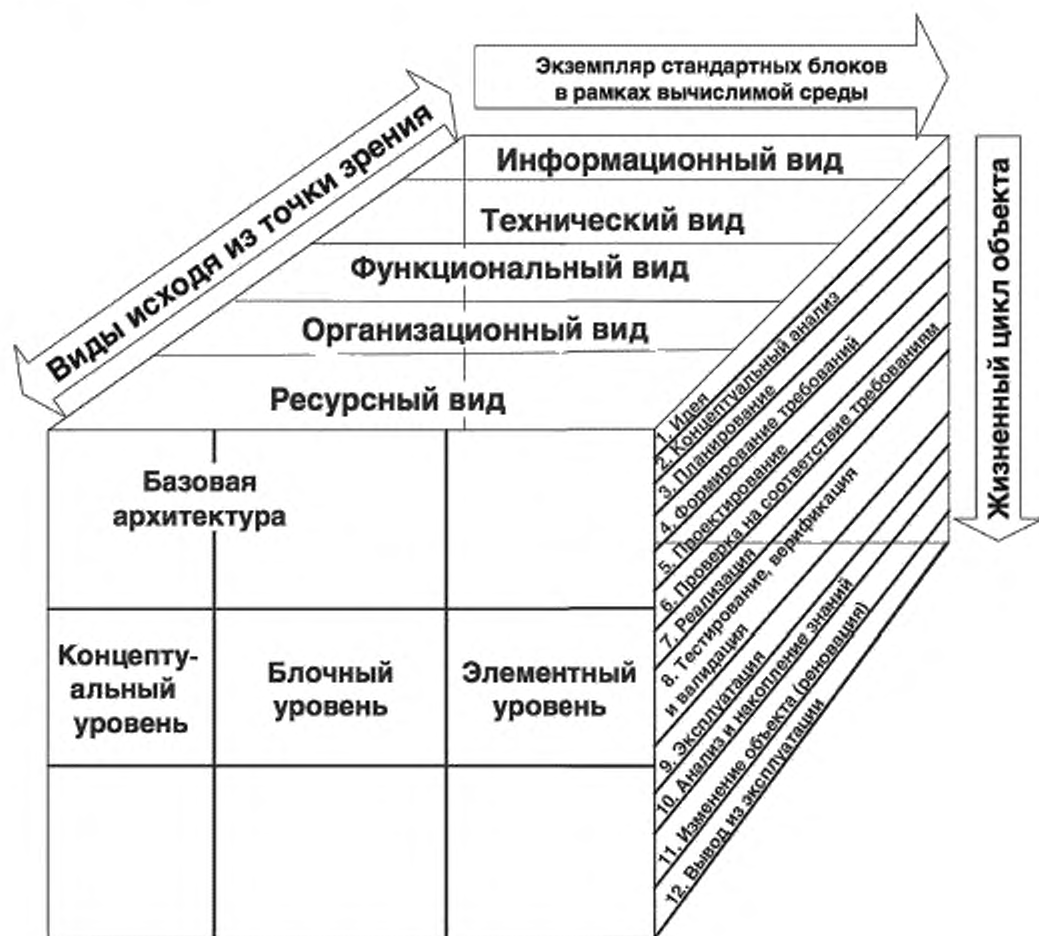 Экземпляр стандартных блоков
в рамках вычислимой среды
Виды исходя из точки зрения
Жизненный цикл объекта
Информационный вид
Технический вид
Функциональный вид
Организационный вид
Ресурсный вид
Базовая
архитектура
Концепту-
альный
уровень
Блочный
уровень
Элементный
уровень
1. Идея
2. Концептуальный анализ
3. Планирование
4. Формирование требований
5. Проектирование
6. Проверка на соответствие требованиям
7. Реализация
8. Тестирование, верификация
и валидация
9. Эксплуатация
10. Анализ и накопление знаний
11. Изменение объекта (реновация)
12. Вывод из эксплуатации